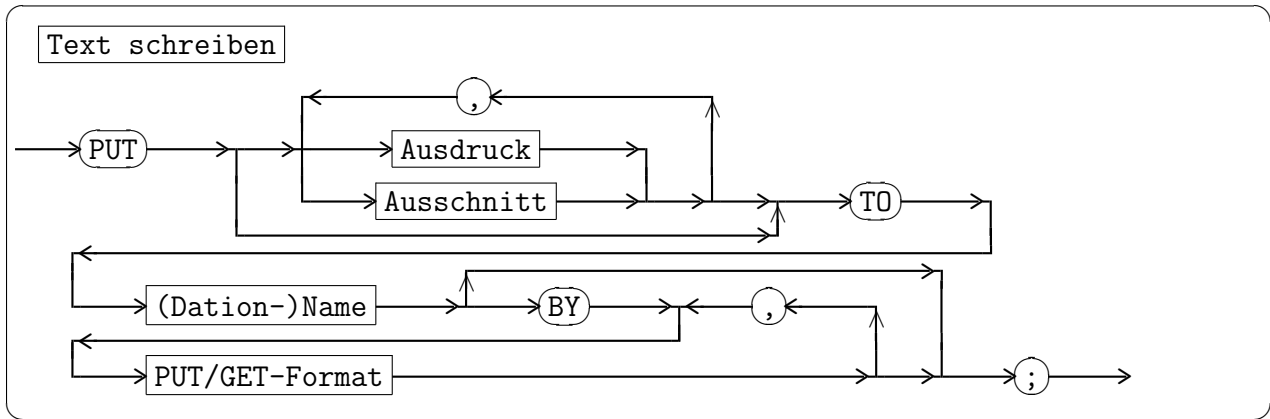 Text schreiben
,
PUT Ausdruck
Ausschnitt TO
(Dation-)Name BY ,
PUT/GET-Format ;